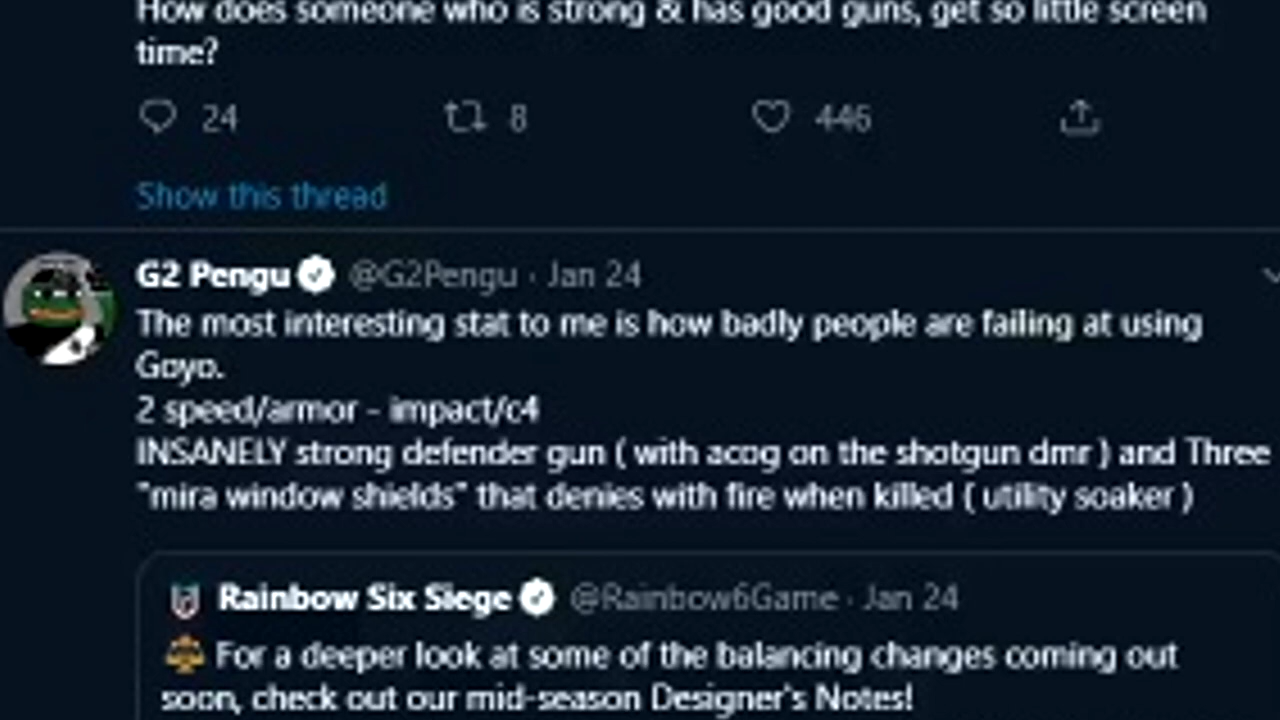 How does someone who is strong & has good guns, get so little screen
time?
24 8 446
Show this thread
G2 Pengu @G2Pengu · Jan 24
The most interesting stat to me is how badly people are failing at using
Goyo.
2 speed/armor - impact/c4
INSANELY strong defender gun ( with acog on the shotgun dmr ) and Three
"mira window shields" that denies with fire when killed ( utility soaker )
Rainbow Six Siege @Rainbow6Game · Jan 24
For a deeper look at some of the balancing changes coming out
soon, check out our mid-season Designer's Notes!